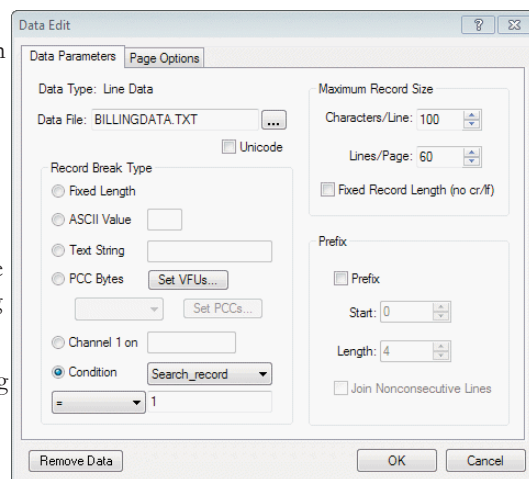 Data Edit
Data Parameters Page Options
Data Type: Line Data
Data File: BILLINGDATA.TXT ...
Unicode
Record Break Type
Fixed Length
ASCII Value
Text String
PCC Bytes Set VFUs...
Set PCCs...
Channel 1 on
Condition Search_record
= 1
Maximum Record Size
Characters/Line: 100
Lines/Page: 60
Fixed Record Length (no cr/lf)
Prefix
Prefix
Start: 0
Length: 4
Join Nonconsecutive Lines
Remove Data OK Cancel